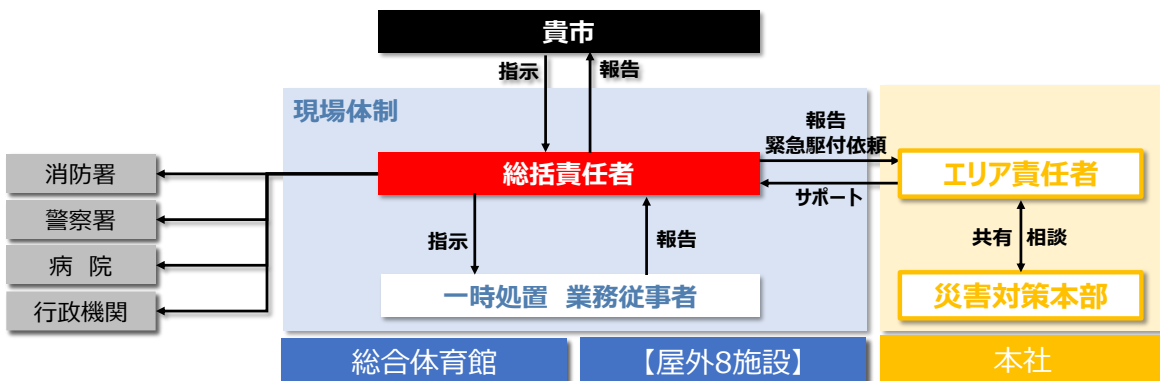 貴市
指示
報告
現場体制
報告
緊急駆付依頼
消防署
総括責任者
エリア責任者
サポート
警察署
指示
報告
共有
相談
病 院
一時処置 業務従事者
災害対策本部
行政機関
総合体育館
【屋外8施設】
本社